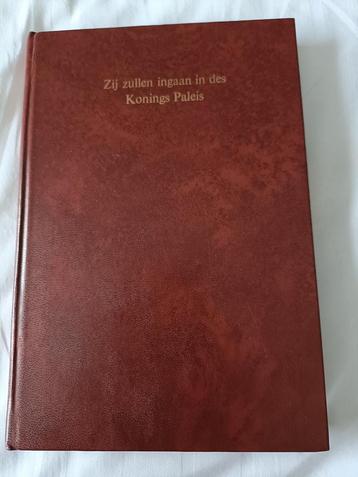 Zij zullen ingaan in des
Konings Paleis